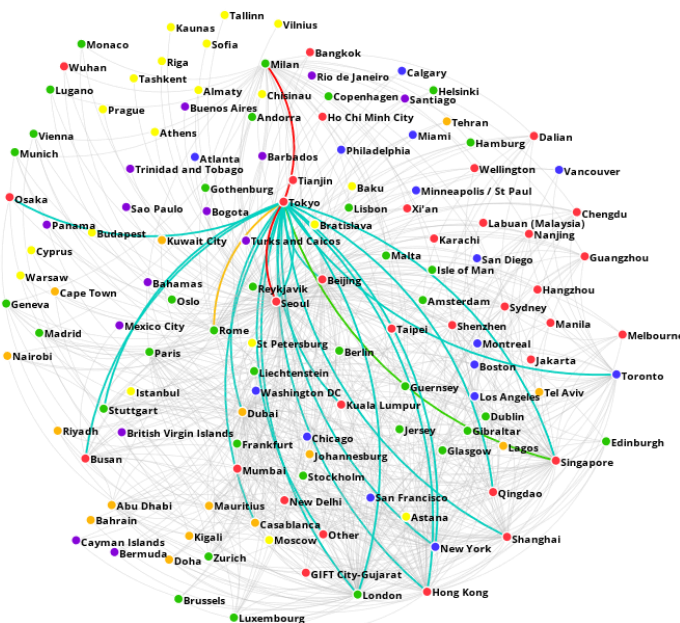 Tallinn
Kaunas
Vilnius
Monaco
Sofia
Bangkok
Riga
Milan
Wuhan
Rio de Janeiro
Calgary
Tashkent
Lugano
Almaty
Chisinau
Copenhagen
Santiago
Helsinki
Prague
Buenos Aires
Andorra
Ho Chi Minh City
Tehran
Vienna
Athens
Miami
Hamburg
Dalian
Munich
Atlanta
Barbados
Philadelphia
Trinidad and Tobago
Wellington
Vancouver
Tianjin
Gothenburg
Baku
Minneapolis / St Paul
Osaka
Tokyo
Sao Paulo
Bogota
Lisbon
Xi'an
Chengdu
Panama
Budapest
Bratislava
Labuan (Malaysia)
Nanjing
Kuwait City
Turks and Caicos
Karachi
Cyprus
Malta
San Diego
Guangzhou
Isle of Man
Warsaw
Bahamas
Reykjavik
Beijing
Cape Town
Hangzhou
Geneva
Oslo
Seoul
Amsterdam
Sydney
Mexico City
Rome
Taipei
Shenzhen
Manila
Madrid
Melbourne
St Petersburg
Montreal
Nairobi
Paris
Berlin
Jakarta
Liechtenstein
Boston
Toronto
Istanbul
Washington DC
Guernsey
Los Angeles
Tel Aviv
Stuttgart
Dubai
Kuala Lumpur
Dublin
Riyadh
British Virgin Islands
Chicago
Jersey
Gibraltar
Frankfurt
Glasgow
Lagos
Edinburgh
Busan
Johannesburg
Singapore
Mumbai
Stockholm
Abu Dhabi
Mauritius
New Delhi
San Francisco
Qingdao
Bahrain
Casablanca
Astana
Cayman Islands
Kigali
Moscow
Other
Shanghai
Bermuda
Doha
Zurich
New York
GIFT City-Gujarat
Brussels
London
Hong Kong
Luxembourg